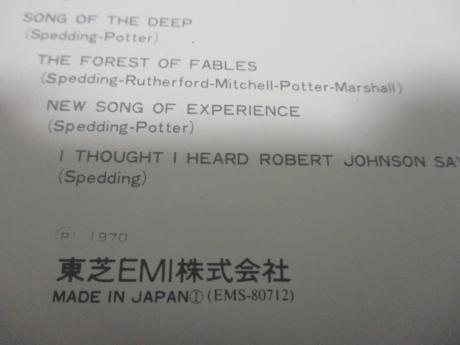 SONG OF THE DEEP
(Spedding-Potter)
THE FOREST OF FABLES
(Spedding-Rutherford-Mitchell-Potter-Marshall)
NEW SONG OF EXPERIENCE
(Spedding-Potter)
I THOUGHT I HEARD ROBERT JOHNSON SAY
(Spedding)
Ⓟ 1970
東芝EMI株式会社
MADE IN JAPANⓉ (EMS-80712)